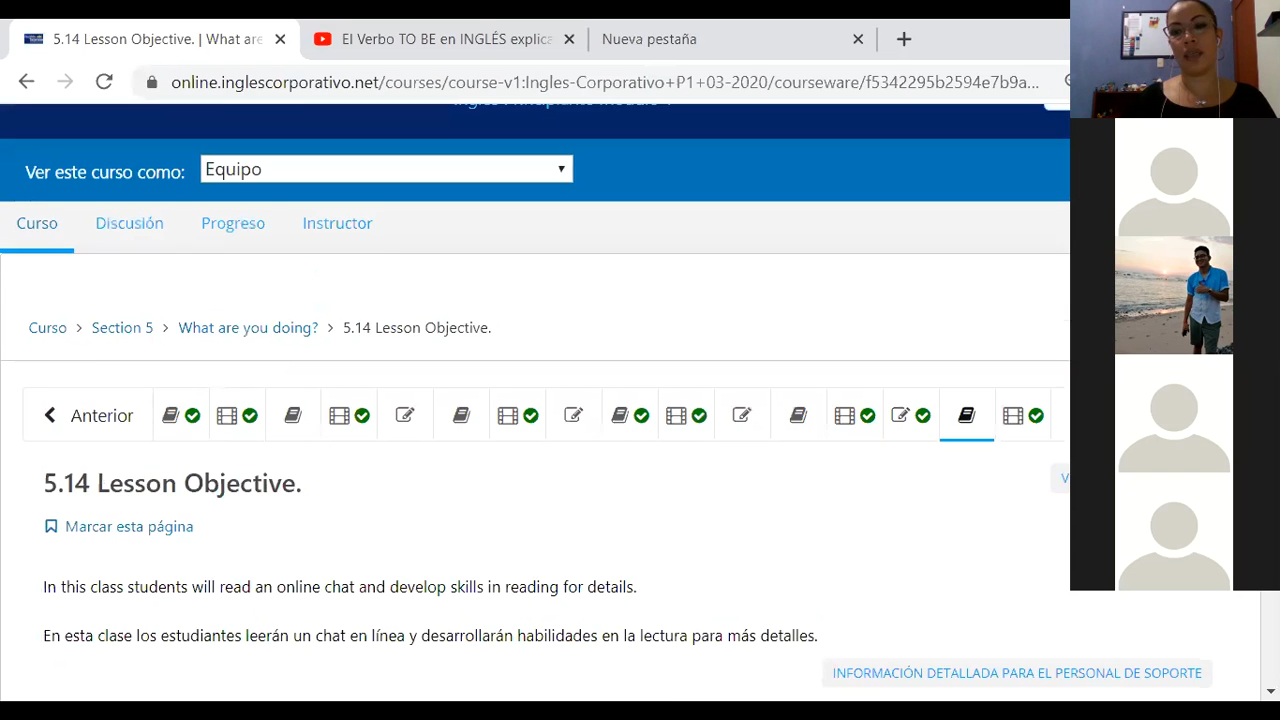 5.14 Lesson Objective. | What are
El Verbo TO BE en INGLÉS explica
Nueva pestaña
online.inglescorporativo.net/courses/course-v1:Ingles-Corporativo+P1+03-2020/courseware/f5342295b2594e7b9a...
Ver este curso como:
Equipo
Curso
Discusión
Progreso
Instructor
Curso > Section 5 > What are you doing? > 5.14 Lesson Objective.
Anterior
5.14 Lesson Objective.
Marcar esta página
In this class students will read an online chat and develop skills in reading for details.
En esta clase los estudiantes leerán un chat en línea y desarrollarán habilidades en la lectura para más detalles.
INFORMACIÓN DETALLADA PARA EL PERSONAL DE SOPORTE